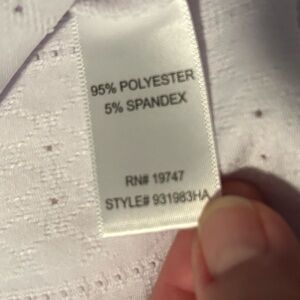 95% POLYESTER
5% SPANDEX
RN# 19747
STYLE# 931983HA